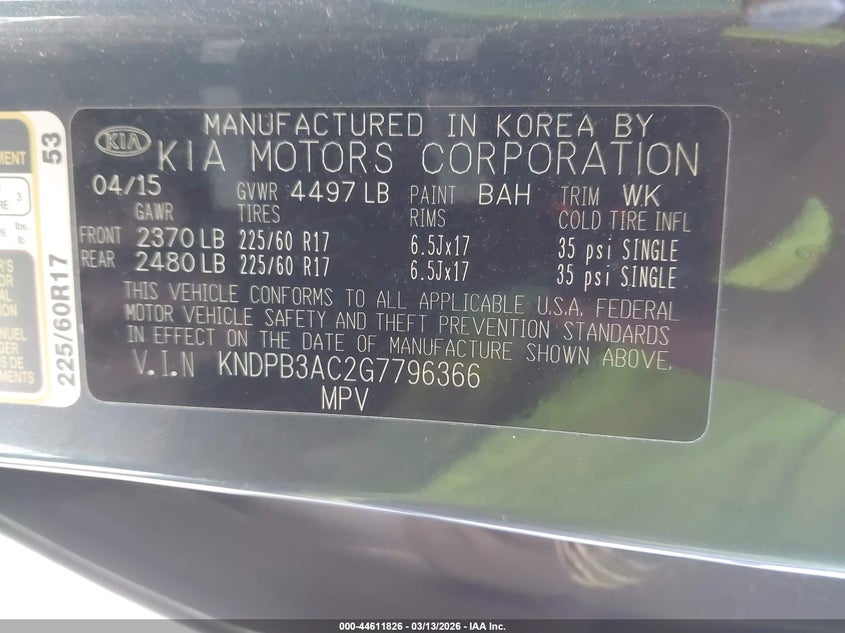 MANUFACTURED IN KOREA BY
KIA KIA MOTORS CORPORATION
04/15 GVWR 4497 LB PAINT BAH TRIM WK
GAWR TIRES RIMS COLD TIRE INFL
FRONT 2370 LB 225/60 R17 6.5Jx17 35 psi SINGLE
REAR 2480 LB 225/60 R17 6.5Jx17 35 psi SINGLE
THIS VEHICLE CONFORMS TO ALL APPLICABLE U.S.A. FEDERAL
MOTOR VEHICLE SAFETY AND THEFT PREVENTION STANDARDS
IN EFFECT ON THE DATE OF MANUFACTURE SHOWN ABOVE.
V.I.N KNDPB3AC2G7796366
MPV
225/60R17 53
000-44611826 - 03/13/2026 - IAA Inc.